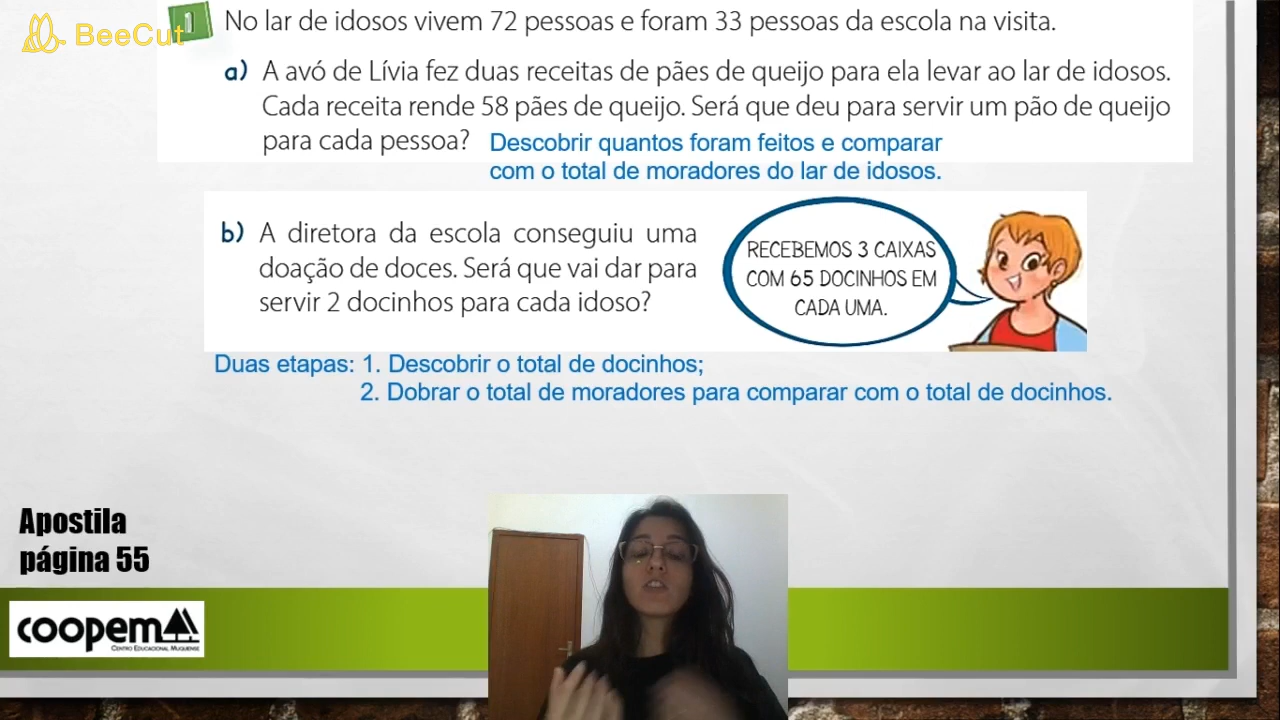 BeeCut
1 No lar de idosos vivem 72 pessoas e foram 33 pessoas da escola na visita.
a) A avó de Lívia fez duas receitas de pães de queijo para ela levar ao lar de idosos.
Cada receita rende 58 pães de queijo. Será que deu para servir um pão de queijo
para cada pessoa?
Descobrir quantos foram feitos e comparar
com o total de moradores do lar de idosos.
b) A diretora da escola conseguiu uma
doação de doces. Será que vai dar para
servir 2 docinhos para cada idoso?
RECEBEMOS 3 CAIXAS
COM 65 DOCINHOS EM
CADA UMA.
Duas etapas: 1. Descobrir o total de docinhos;
2. Dobrar o total de moradores para comparar com o total de docinhos.
Apostila
página 55
coopema
CENTRO EDUCACIONAL MUQUIENSE